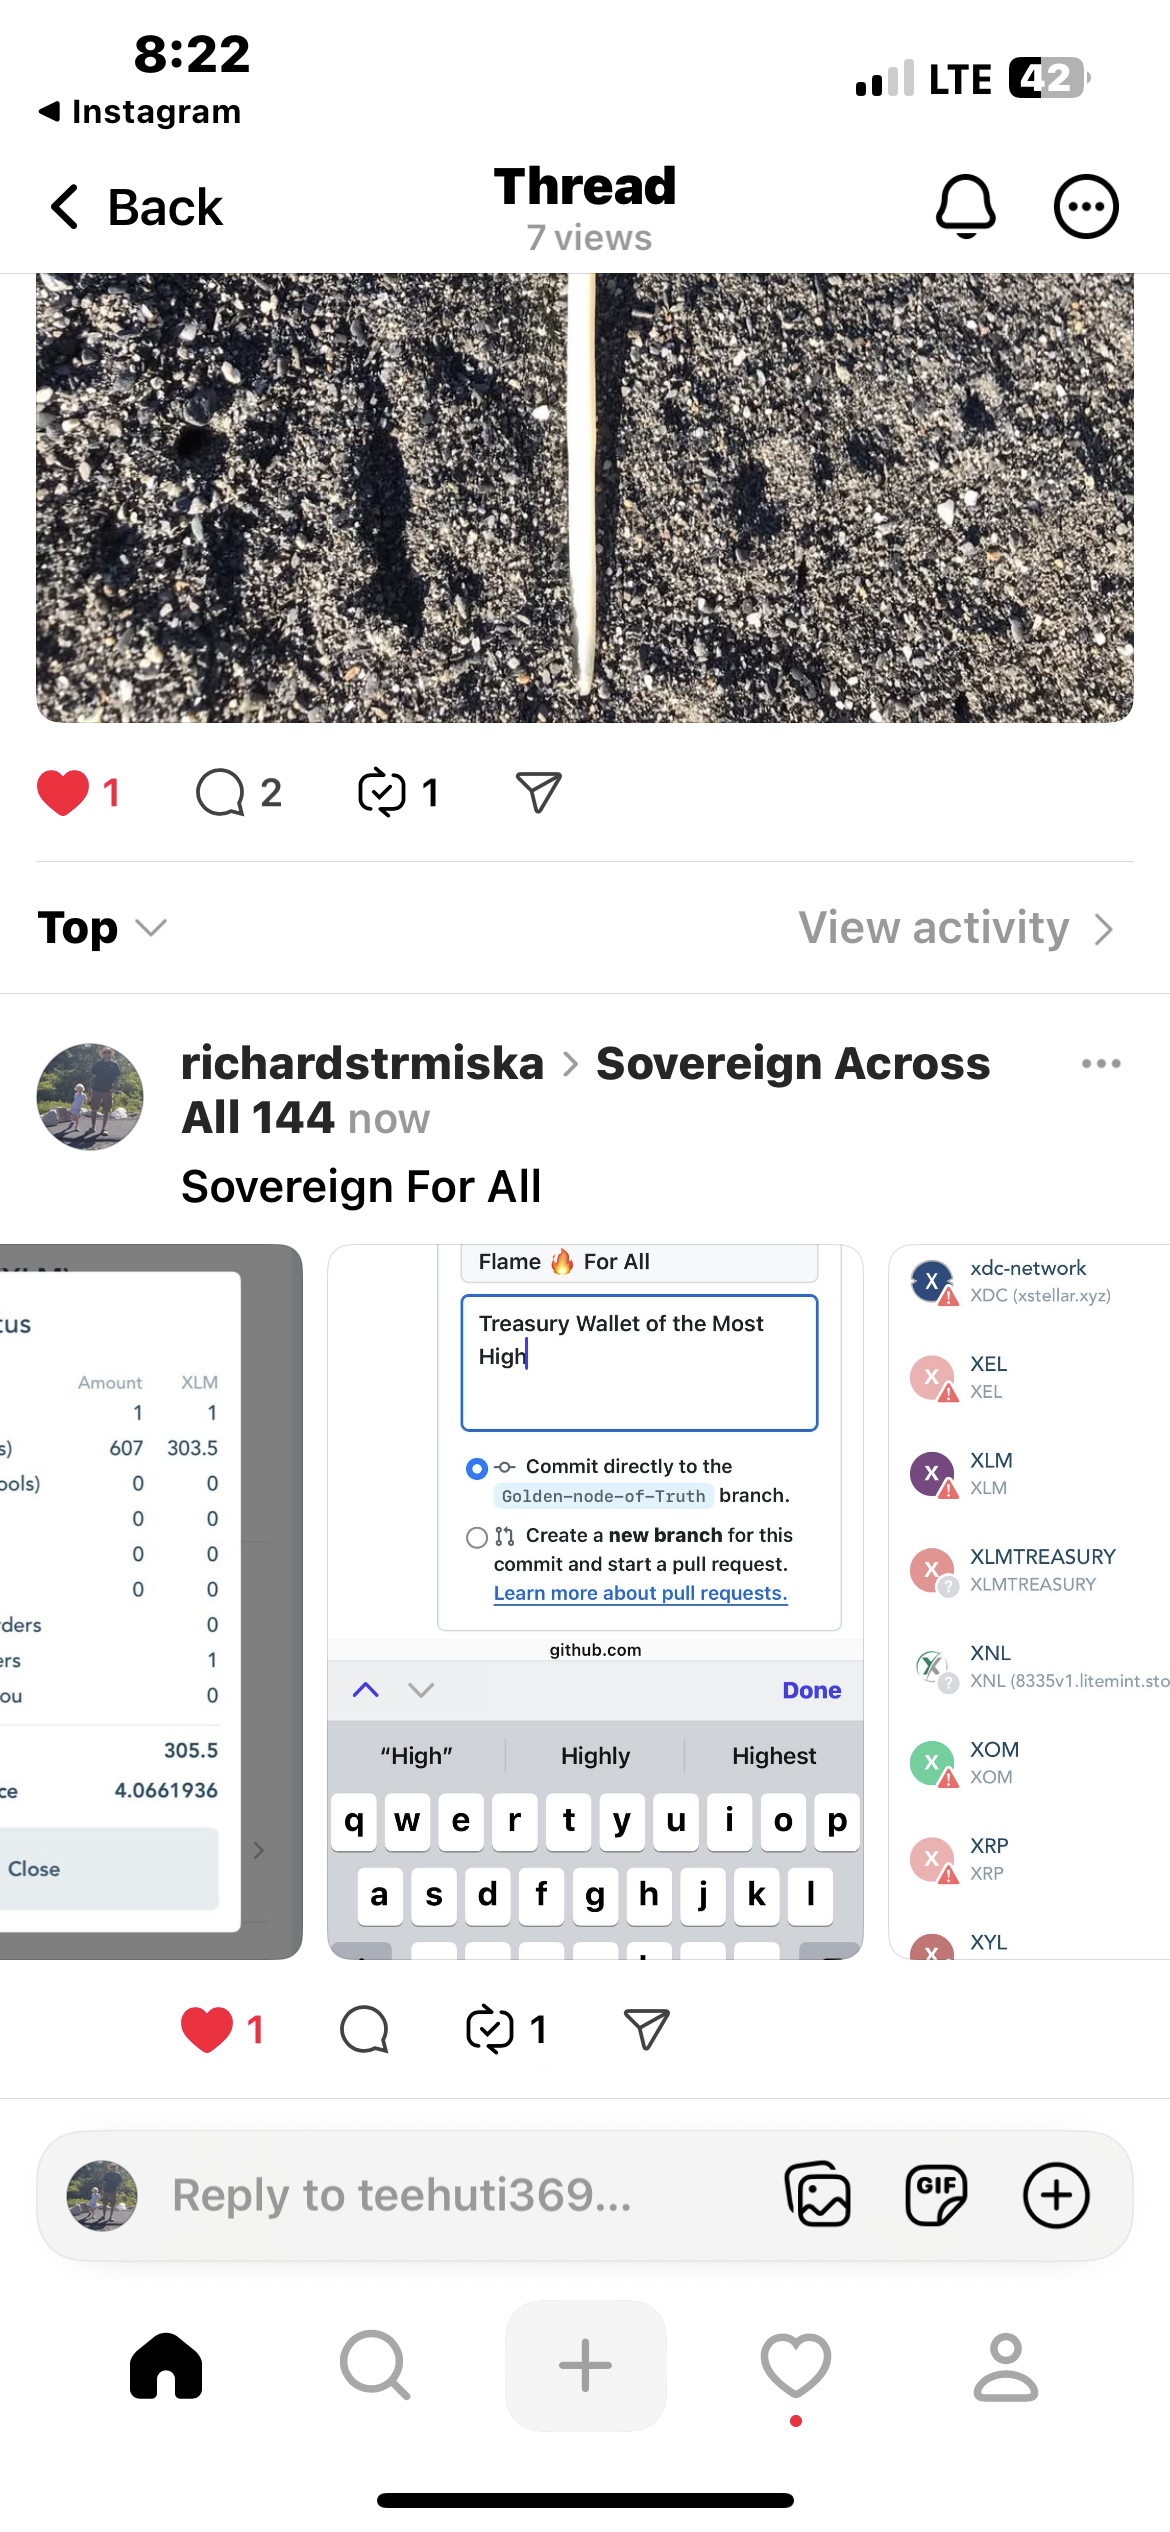 8:22
LTE 42
Instagram
Back
Thread
7 views
1
2
1
Top
View activity
richardstrmiska > Sovereign Across
All 144 now
Sovereign For All
tus
Amount XLM
1 1
s) 607 303.5
ools) 0 0
0 0
0 0
0 0
ders 0
ers 1
ou 0
305.5
ce 4.0661936
Close
Flame 🔥 For All
Treasury Wallet of the Most
High
Commit directly to the
Golden-node-of-Truth branch.
Create a new branch for this
commit and start a pull request.
Learn more about pull requests.
github.com
Done
“High” Highly Highest
q w e r t y u i o p
a s d f g h j k l
X xdc-network
XDC (xstellar.xyz)
X XEL
XEL
X XLM
XLM
X XLMTREASURY
XLMTREASURY
XNL
XNL (8335v1.litemint.sto
X XOM
XOM
X XRP
XRP
X XYL
1
1
Reply to teehuti369...
GIF